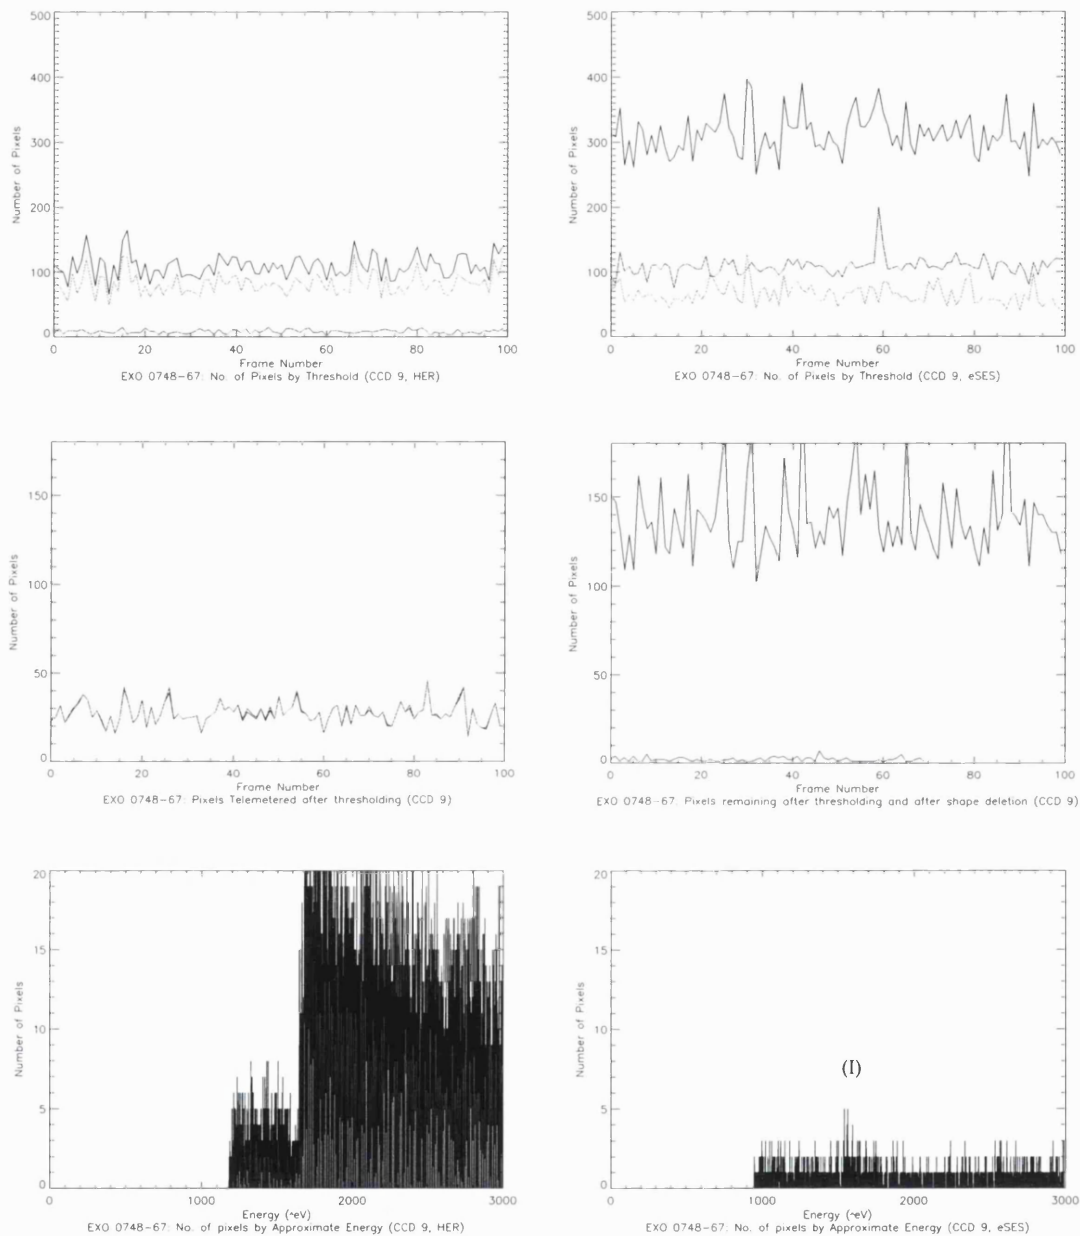 500
400
300
200
100
0
Number of Pixels
0 20 40 60 80 100
Frame Number
EXO 0748-67: No. of Pixels by Threshold (CCD 9, HER)
500
400
300
200
100
0
Number of Pixels
0 20 40 60 80 100
Frame Number
EXO 0748-67: No. of Pixels by Threshold (CCD 9, eSES)
150
100
50
0
Number of Pixels
0 20 40 60 80 100
Frame Number
EXO 0748-67: Pixels Telemetered after thresholding (CCD 9)
150
100
50
0
Number of Pixels
0 20 40 60 80 100
Frame Number
EXO 0748-67: Pixels remaining after thresholding and after shape deletion (CCD 9)
20
15
10
5
0
Number of Pixels
0 1000 2000 3000
Energy (~eV)
EXO 0748-67: No. of pixels by Approximate Energy (CCD 9, HER)
20
15
10
5
0
Number of Pixels
(I)
0 1000 2000 3000
Energy (~eV)
EXO 0748-67: No. of pixels by Approximate Energy (CCD 9, eSES)